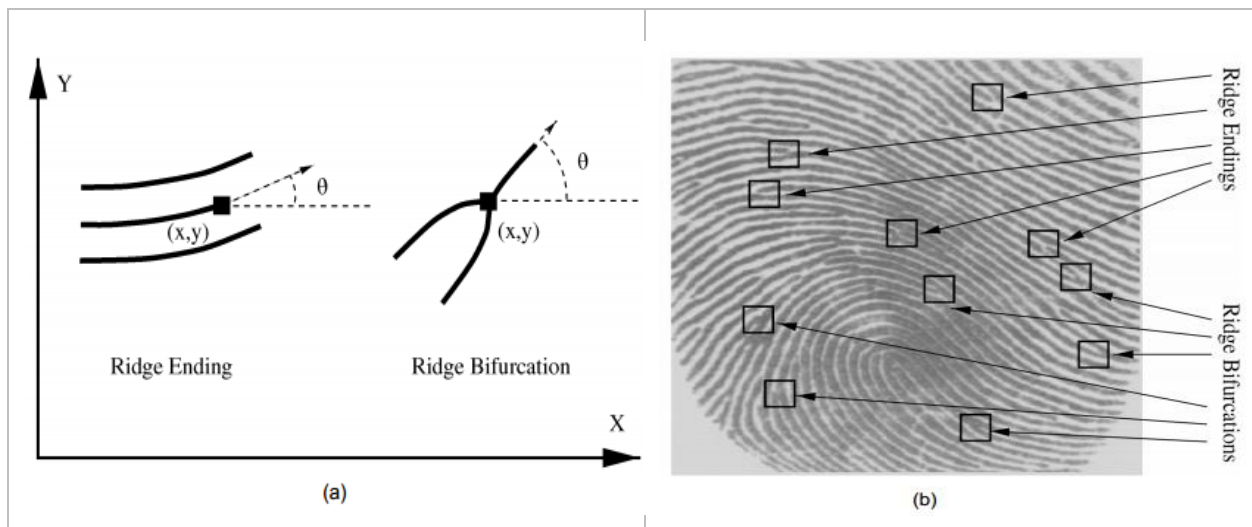 Y
θ
(x,y)
Ridge Ending
θ
(x,y)
Ridge Bifurcation
X
(a)
Ridge Endings
Ridge Bifurcations
(b)